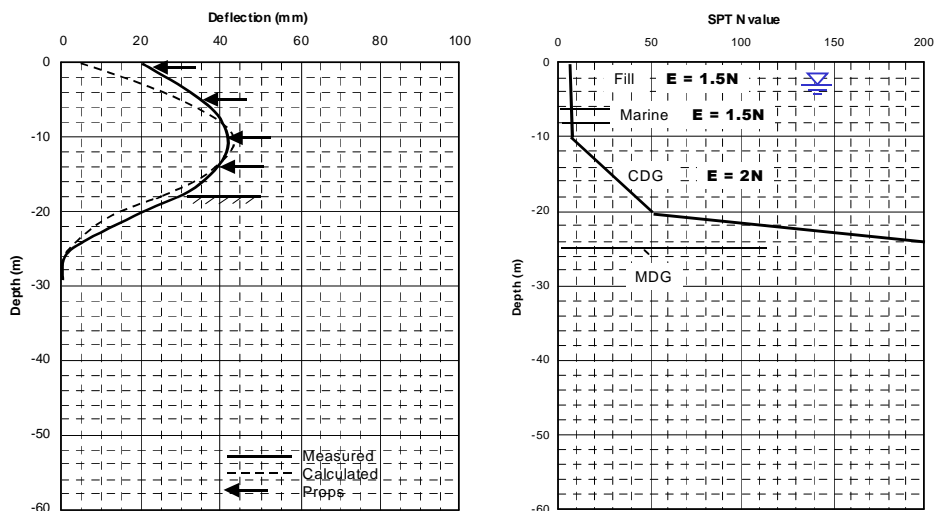 Deflection (mm)
0 20 40 60 80 100
Depth (m)
0
-10
-20
-30
-40
-50
-60
Measured
Calculated
Props
SPT N value
0 50 100 150 200
Depth (m)
0
-10
-20
-30
-40
-50
-60
Fill E = 1.5N
Marine E = 1.5N
CDG E = 2N
MDG